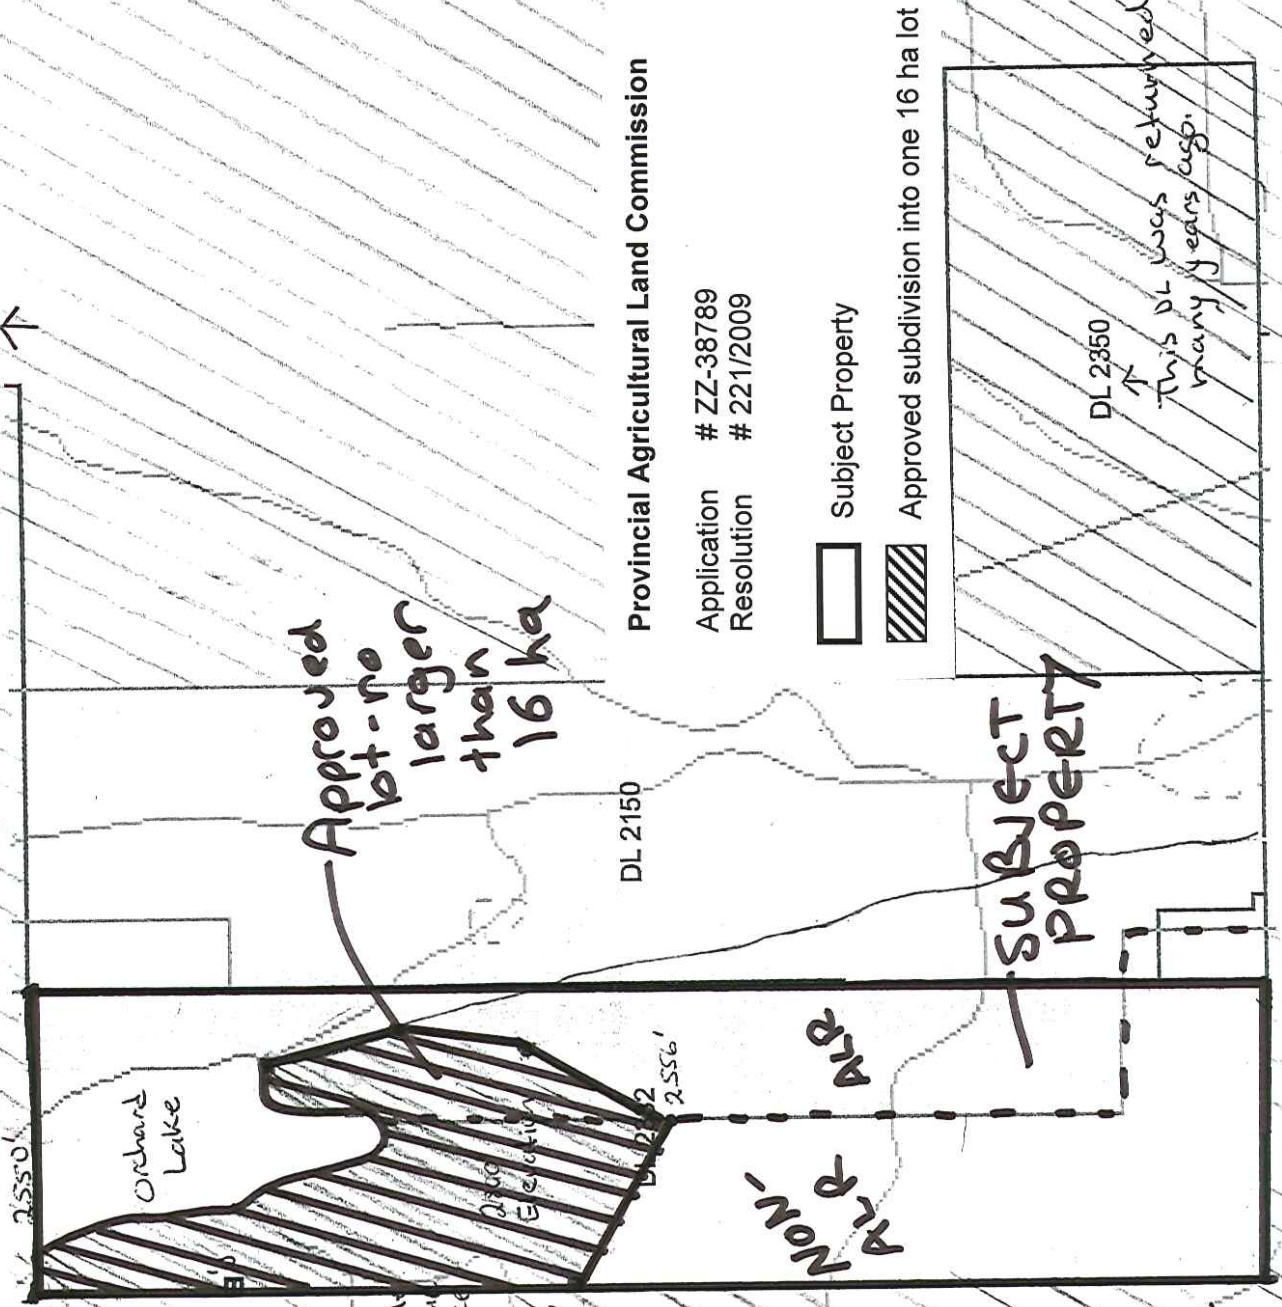 2550'
Orchard
Lake
Approved
lot - no
larger
than
16 ha
2300
Elevation
2556'
DL 2150
NON'
ALR
ALR
SUBJECT
PROPERTY
Provincial Agricultural Land Commission
Application # ZZ-38789
Resolution # 221/2009
Subject Property
Approved subdivision into one 16 ha lot
DL 2350
This DL was returned
many years ago.